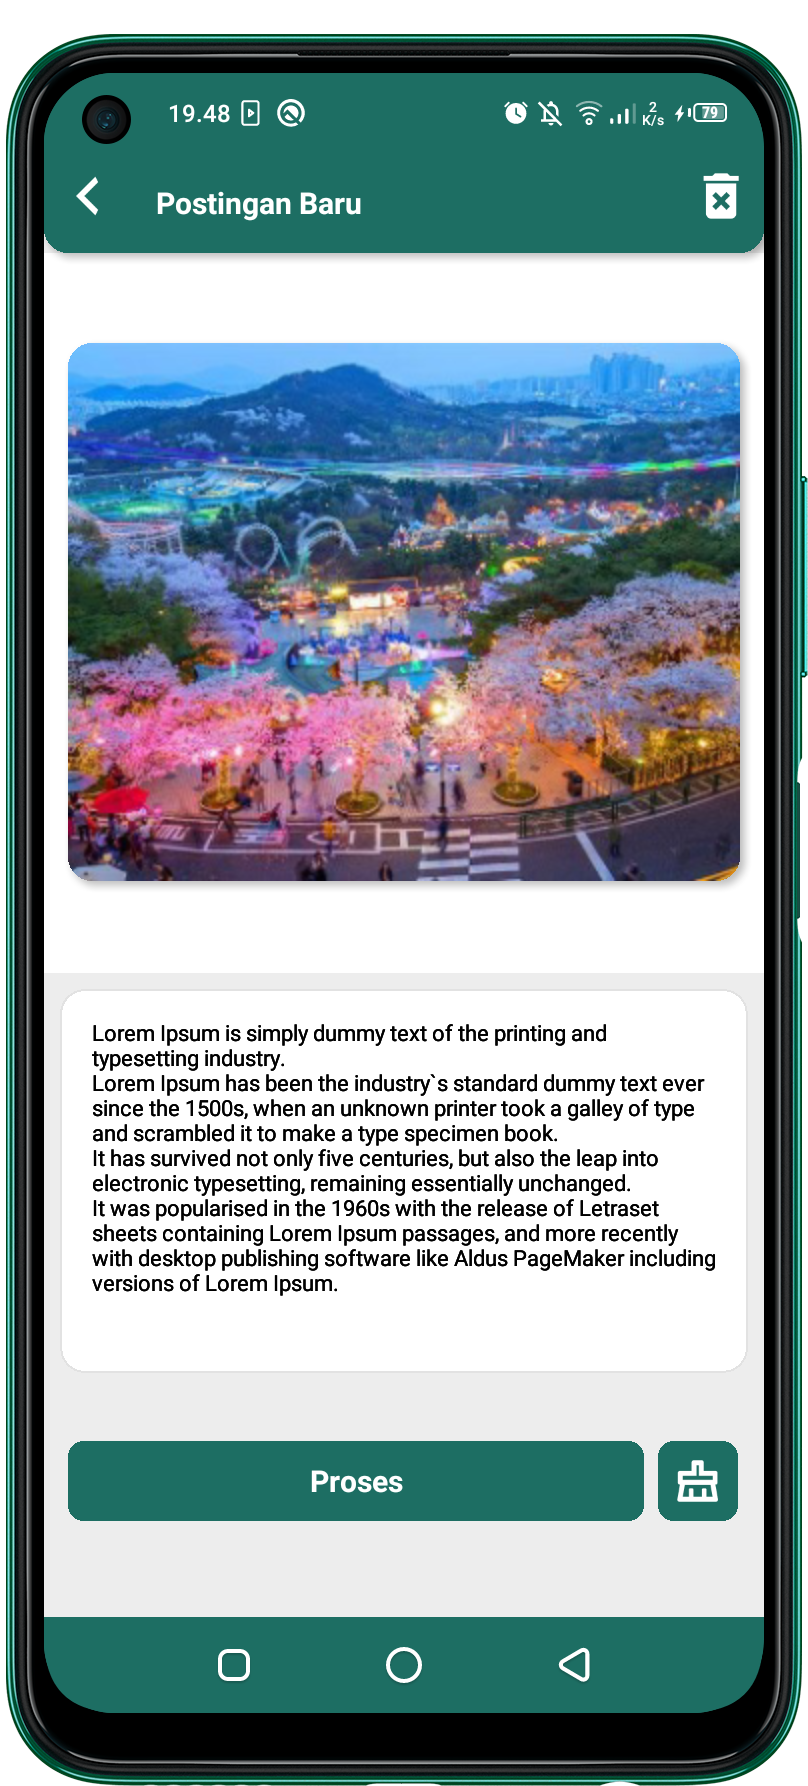 19.48
2
K/s
79
Postingan Baru
Lorem Ipsum is simply dummy text of the printing and
typesetting industry.
Lorem Ipsum has been the industry`s standard dummy text ever
since the 1500s, when an unknown printer took a galley of type
and scrambled it to make a type specimen book.
It has survived not only five centuries, but also the leap into
electronic typesetting, remaining essentially unchanged.
It was popularised in the 1960s with the release of Letraset
sheets containing Lorem Ipsum passages, and more recently
with desktop publishing software like Aldus PageMaker including
versions of Lorem Ipsum.
Proses